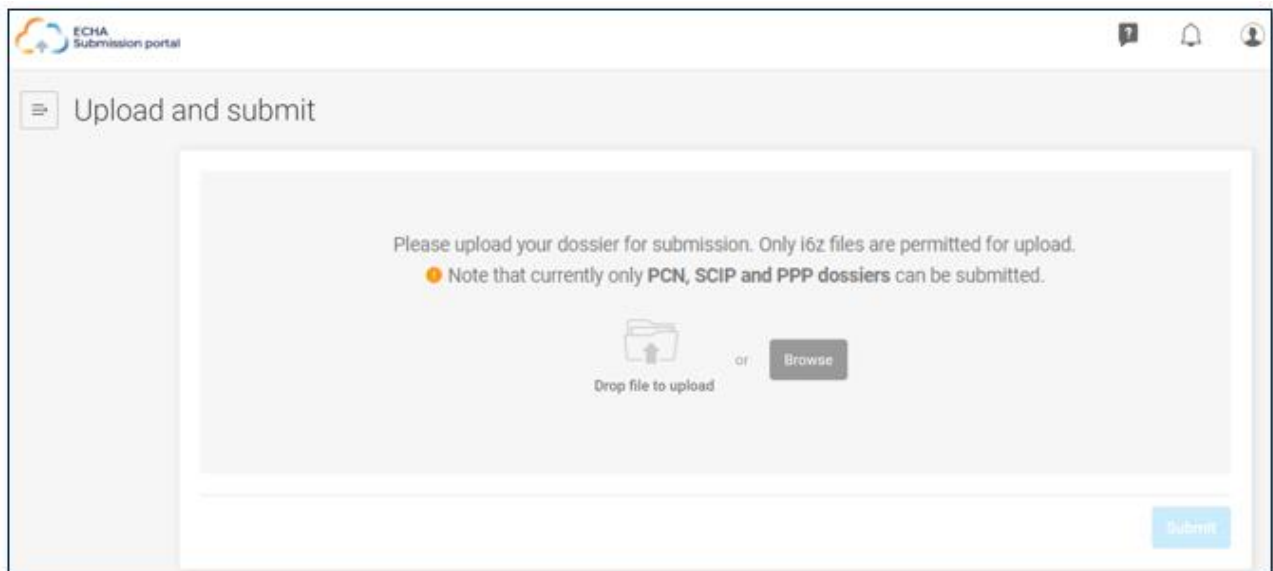 ECHA
Submission portal
?
Upload and submit
Please upload your dossier for submission. Only i6z files are permitted for upload.
Note that currently only PCN, SCIP and PPP dossiers can be submitted.
Drop file to upload
or
Browse
Submit